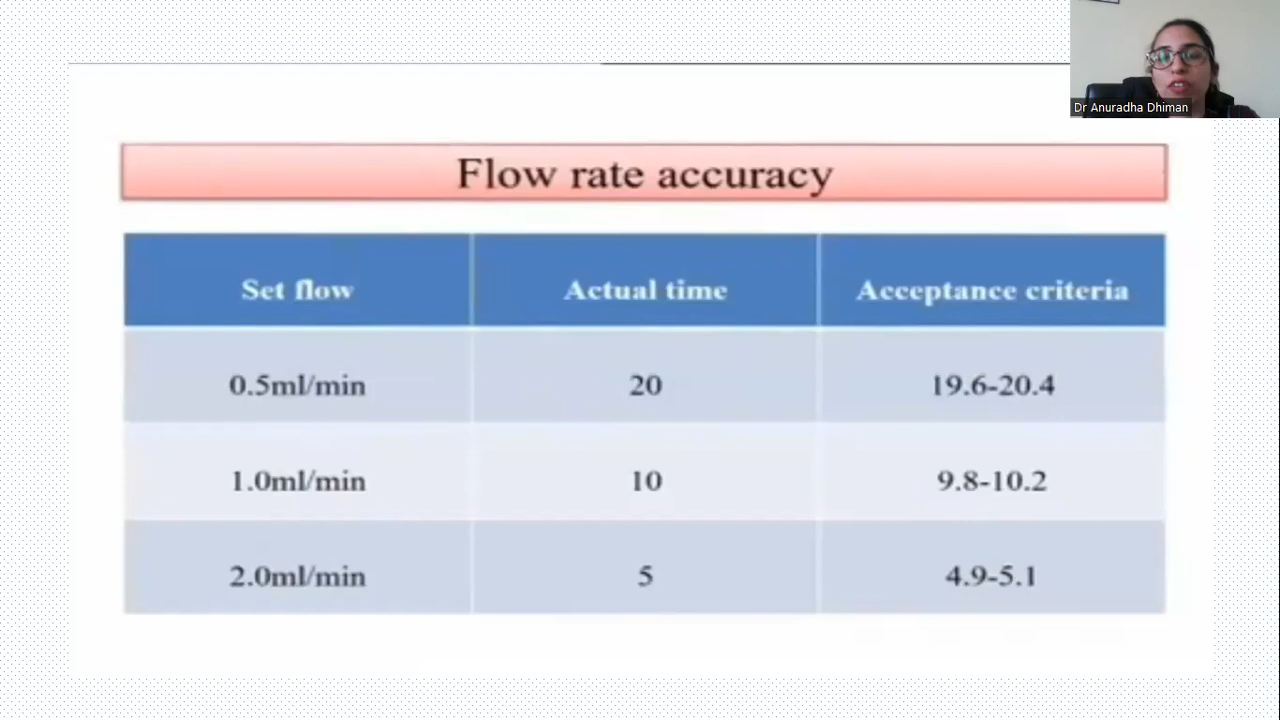 Dr Anuradha Dhiman
Flow rate accuracy
Set flow Actual time Acceptance criteria
0.5ml/min 20 19.6-20.4
1.0ml/min 10 9.8-10.2
2.0ml/min 5 4.9-5.1